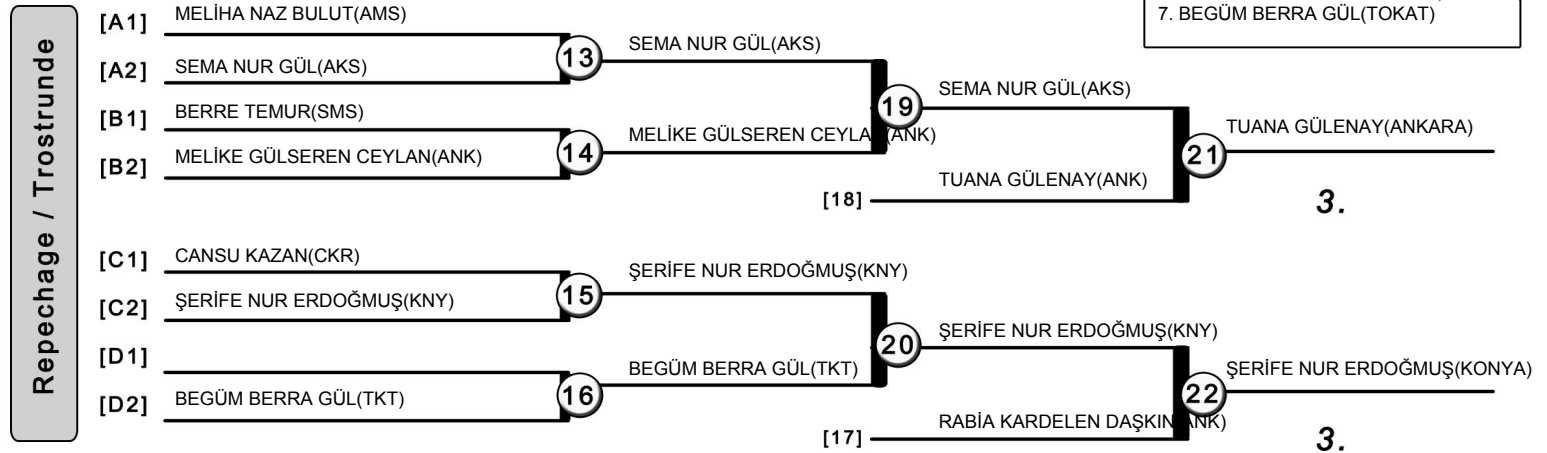 7. BEGÜM BERRA GÜL(TOKAT)
Repechage / Trostrunde
[A1] MELİHA NAZ BULUT(AMS)
[A2] SEMA NUR GÜL(AKS)
13
SEMA NUR GÜL(AKS)
[B1] BERRE TEMUR(SMS)
[B2] MELİKE GÜLSEREN CEYLAN(ANK)
14
MELİKE GÜLSEREN CEYLAN(ANK)
19
SEMA NUR GÜL(AKS)
[18] TUANA GÜLENAY(ANK)
21
TUANA GÜLENAY(ANKARA)
3.
[C1] CANSU KAZAN(CKR)
[C2] ŞERİFE NUR ERDOĞMUŞ(KNY)
15
ŞERİFE NUR ERDOĞMUŞ(KNY)
[D1]
[D2] BEGÜM BERRA GÜL(TKT)
16
BEGÜM BERRA GÜL(TKT)
20
ŞERİFE NUR ERDOĞMUŞ(KNY)
[17] RABİA KARDELEN DAŞKIN(ANK)
22
ŞERİFE NUR ERDOĞMUŞ(KONYA)
3.